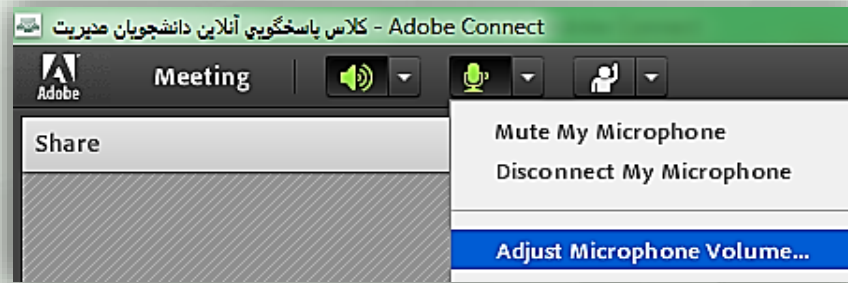 کلاس پاسخگويي آنلاين دانشجويان مديريت - Adobe Connect
Adobe
Meeting
Share
Mute My Microphone
Disconnect My Microphone
Adjust Microphone Volume...